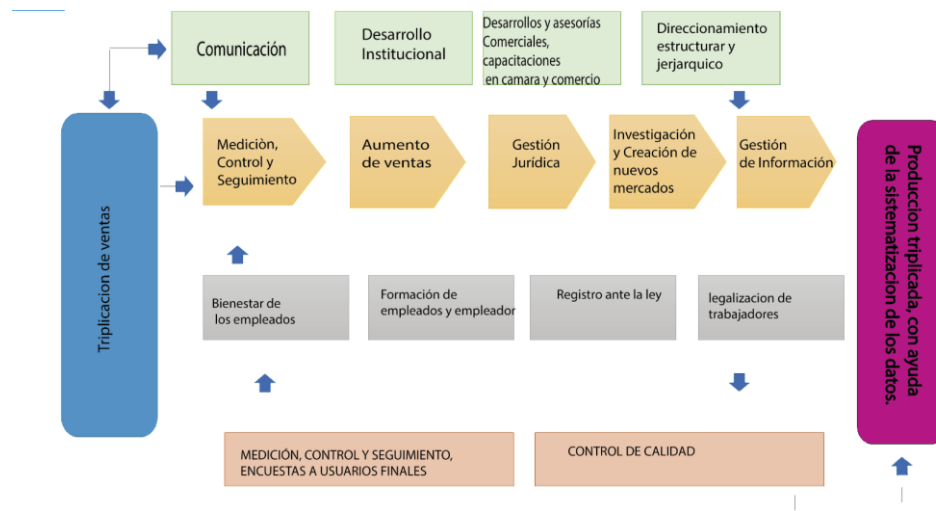 Comunicación
Desarrollo
Institucional
Desarrollos y asesorías
Comerciales,
capacitaciones
en camara y comercio
Direccionamiento
estructurar y
jerjarquico
Triplicacion de ventas
Mediciòn,
Control y
Seguimiento
Aumento
de ventas
Gestión
Jurídica
Investigación
y Creación de
nuevos
mercados
Gestión
de Información
Produccion triplicada, con ayuda
de la sistematizacion de los datos.
Bienestar de
los empleados
Formación de
empleados y empleador
Registro ante la ley
legalizacion de
trabajadores
MEDICIÓN, CONTROL Y SEGUIMIENTO,
ENCUESTAS A USUARIOS FINALES
CONTROL DE CALIDAD